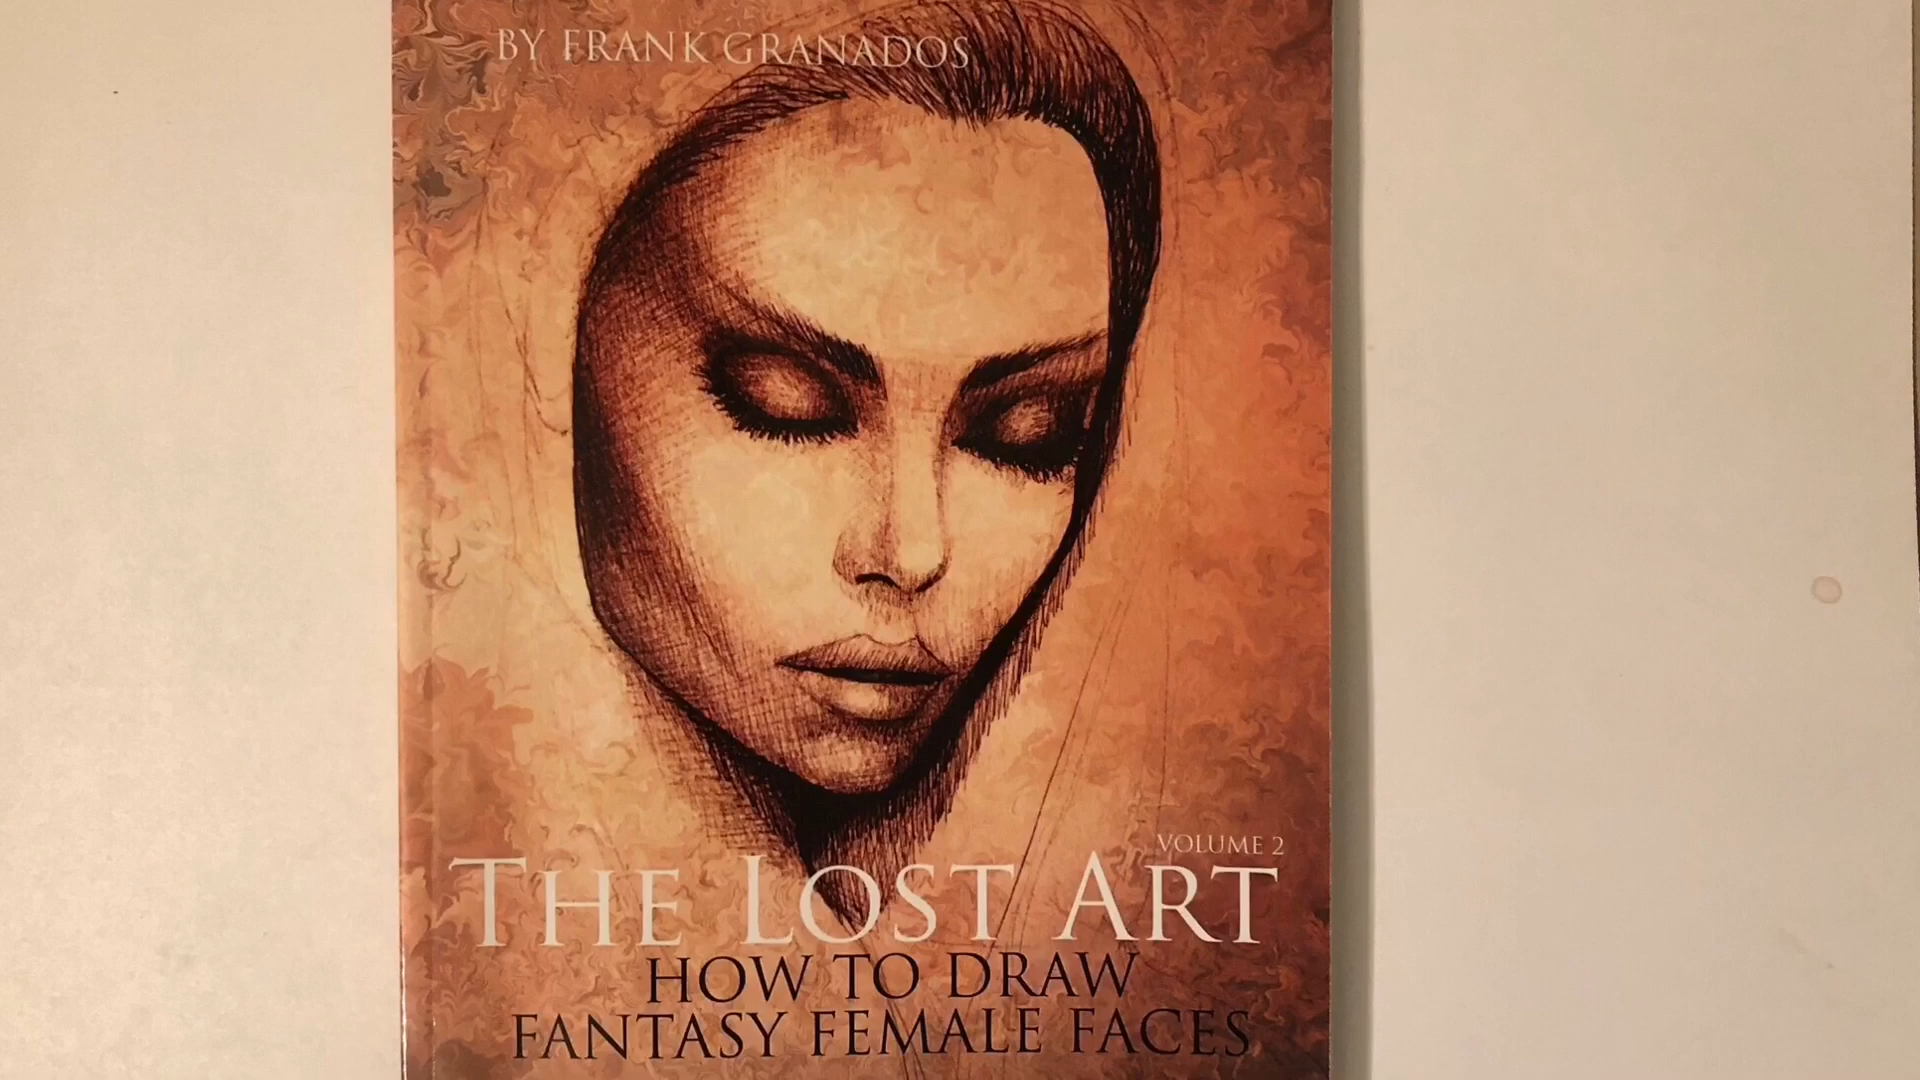 BY FRANK GRANADOS
VOLUME 2
THE LOST ART
HOW TO DRAW
FANTASY FEMALE FACES